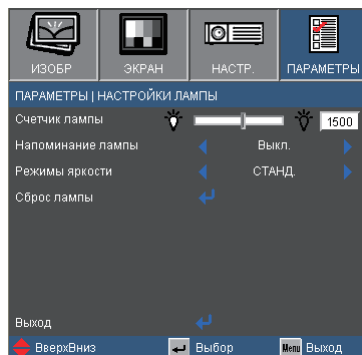 ИЗОБР ЭКРАН НАСТР. ПАРАМЕТРЫ
ПАРАМЕТРЫ | НАСТРОЙКИ ЛАМПЫ
Счетчик лампы 1500
Напоминание лампы Выкл.
Режимы яркости СТАНД.
Сброс лампы
Выход
ВверхВниз Выбор Menu Выход